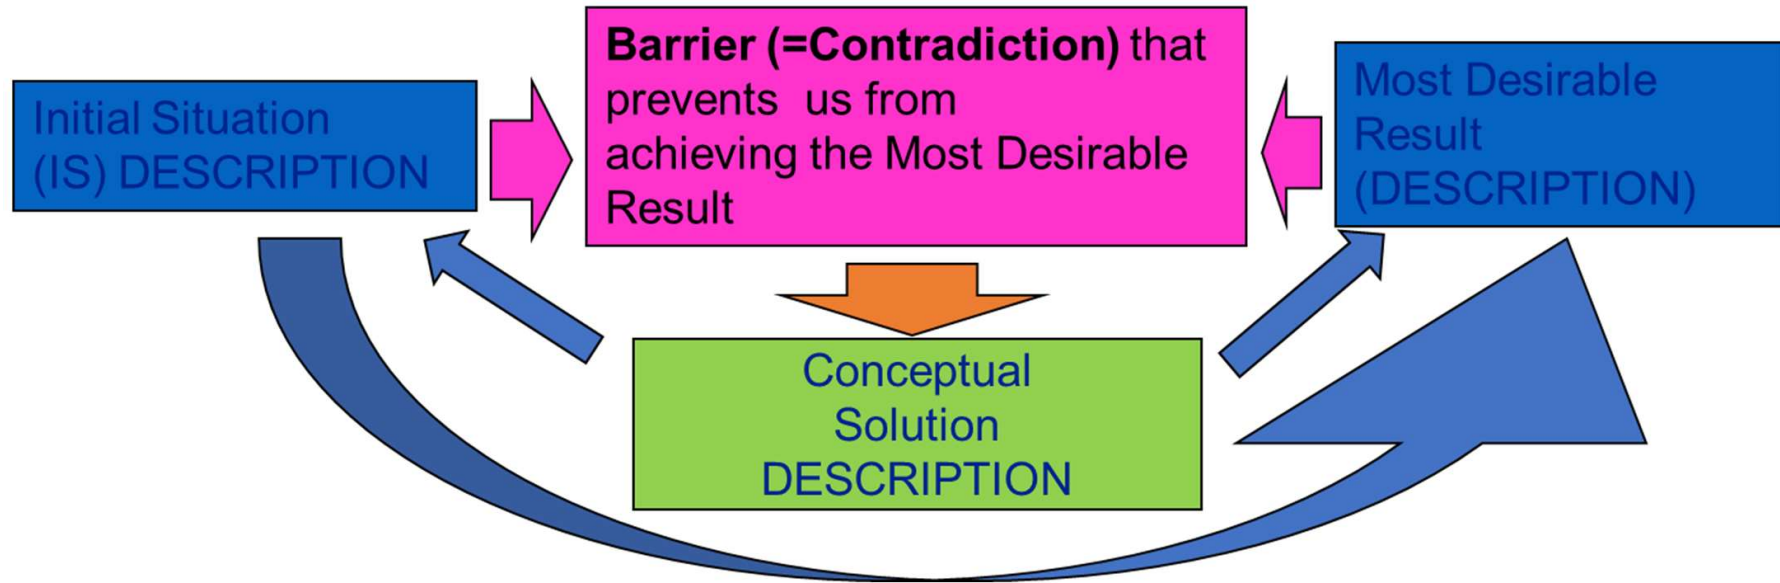 Initial Situation
(IS) DESCRIPTION
Barrier (=Contradiction) that
prevents  us from
achieving the Most Desirable
Result
Most Desirable
Result
(DESCRIPTION)
Conceptual
Solution
DESCRIPTION